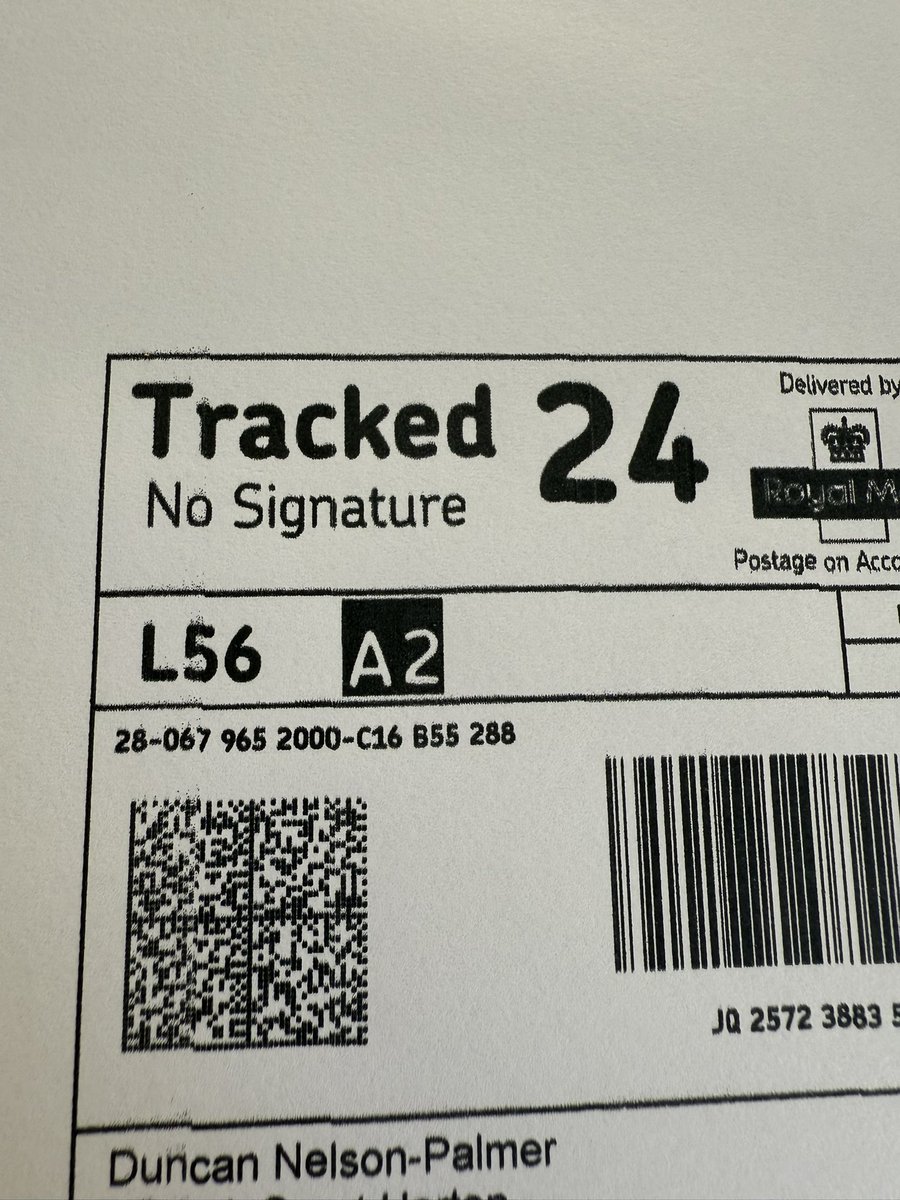 Tracked 24
No Signature
Delivered by
Royal M
Postage on Acco
L56 A2
28-067 965 2000-C16 B55 288
JQ 2572 3883 5
Duncan Nelson-Palmer